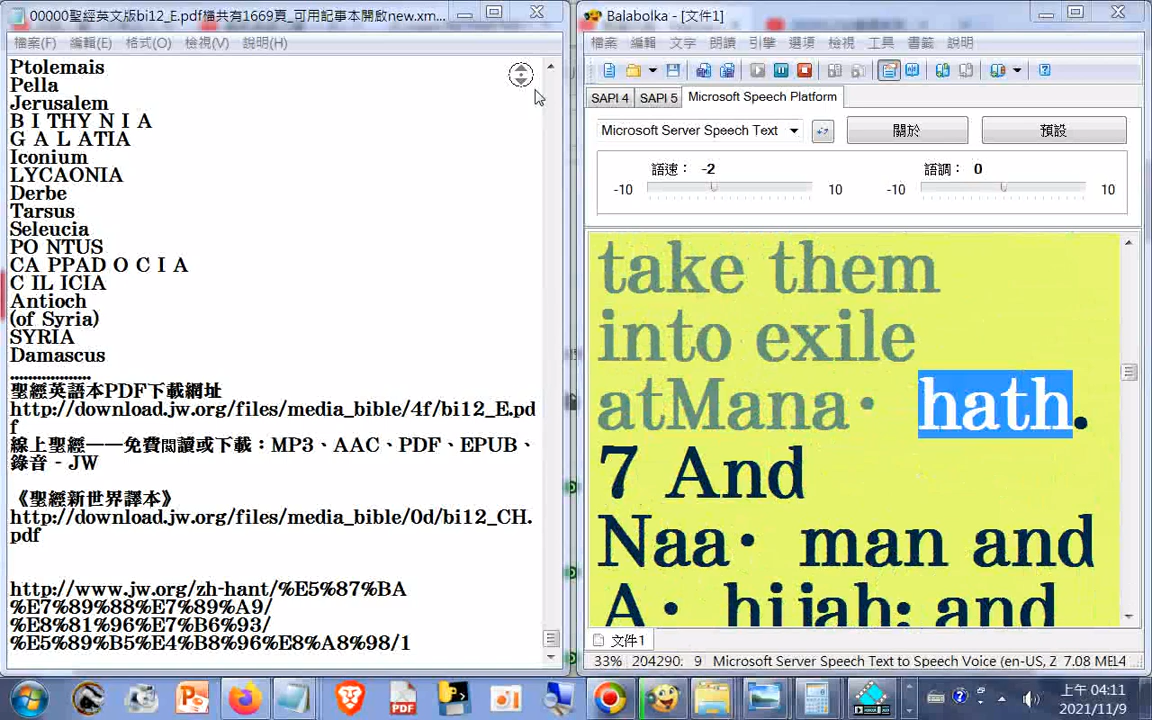 00000聖經英文版bi12_E.pdf檔共有1669頁_可用記事本開啟new.xm...
檔案(F) 編輯(E) 格式(O) 檢視(V) 說明(H)
Ptolemais
Pella
Jerusalem
B I THY N I A
G A L ATIA
Iconium
LYCAONIA
Derbe
Tarsus
Seleucia
PO NTUS
CA PPAD O C I A
C IL ICIA
Antioch
(of Syria)
SYRIA
Damascus
..................
聖經英語本PDF下載網址
http://download.jw.org/files/media_bible/4f/bi12_E.pd
f
線上聖經——免費閱讀或下載：MP3、AAC、PDF、EPUB、
錄音 - JW
《聖經新世界譯本》
http://download.jw.org/files/media_bible/0d/bi12_CH.
pdf
http://www.jw.org/zh-hant/%E5%87%BA
%E7%89%88%E7%89%A9/
%E8%81%96%E7%B6%93/
%E5%89%B5%E4%B8%96%E8%A8%98/1
Balabolka - [文件1]
檔案 編輯 文字 朗讀 引擎 選項 檢視 工具 書籤 說明
SAPI 4 SAPI 5 Microsoft Speech Platform
Microsoft Server Speech Text 關於 預設
語速： -2 語調： 0
-10 10 -10 10
take them
into exile
atMana· hath.
7 And
Naa· man and
A· hijah; and
文件1
33% 204290: 9 Microsoft Server Speech Text to Speech Voice (en-US, Z 7.08 ME14
上午 04:11
2021/11/9